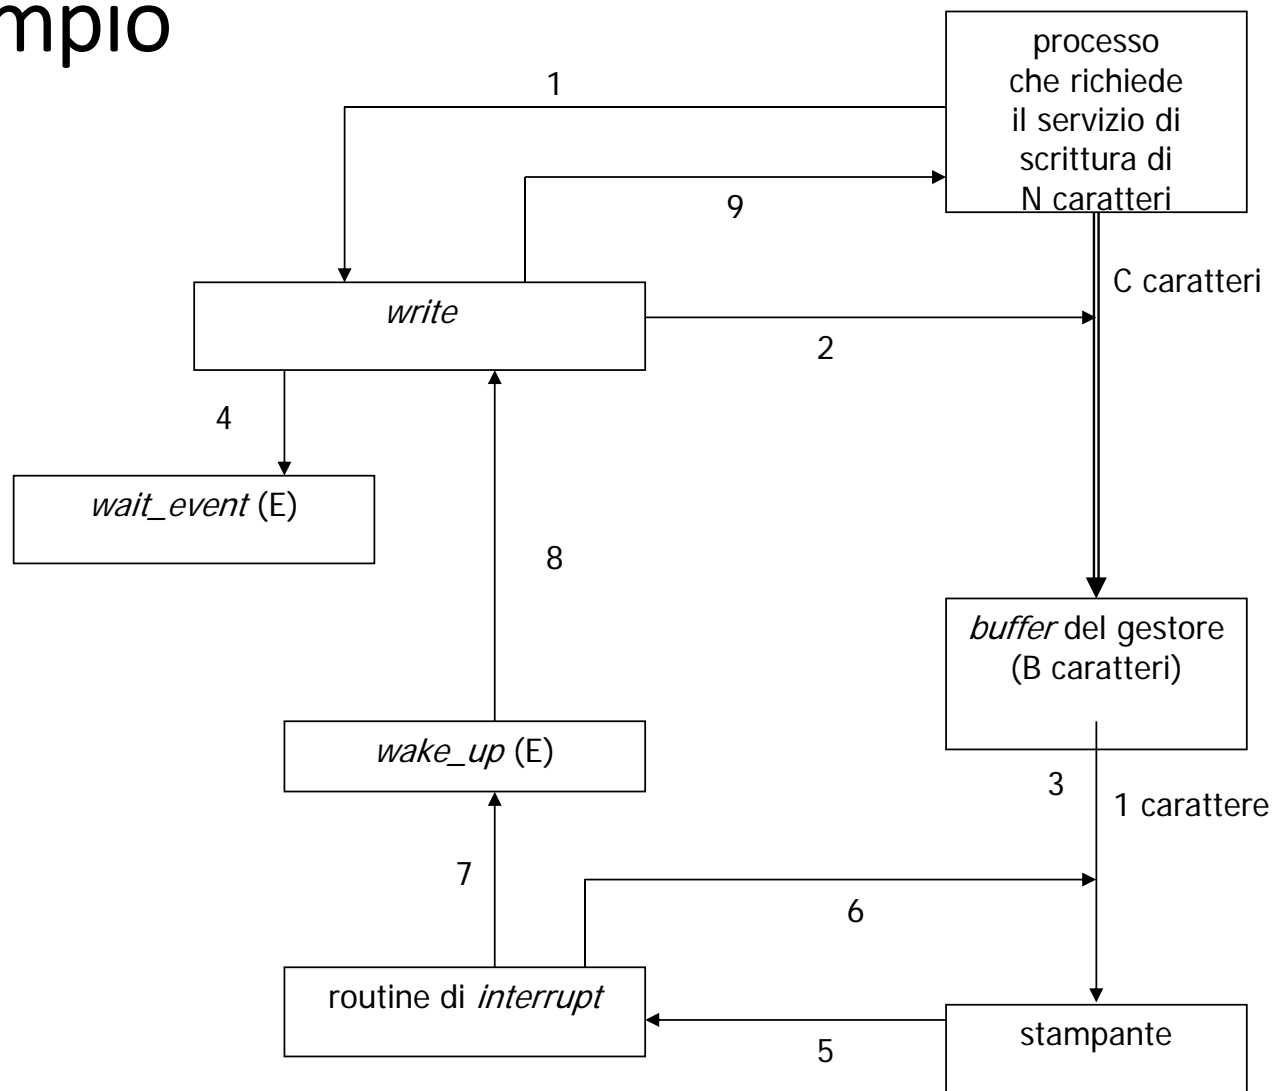 mpio
processo
che richiede
il servizio di
scrittura di
N caratteri
1
9
C caratteri
write
2
4
wait_event (E)
8
buffer del gestore
(B caratteri)
wake_up (E)
3
1 carattere
7
6
routine di interrupt
5
stampante